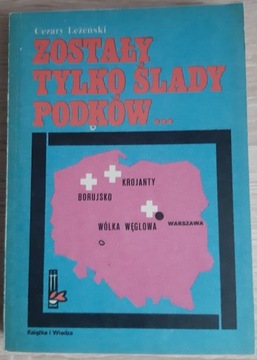 Cezary Leżeński
ZOSTAŁY
TYLKO ŚLADY
PODKÓW...
KROJANTY
BORUJSKO
WARSZAWA
WÓLKA WĘGLOWA
Książka i Wiedza